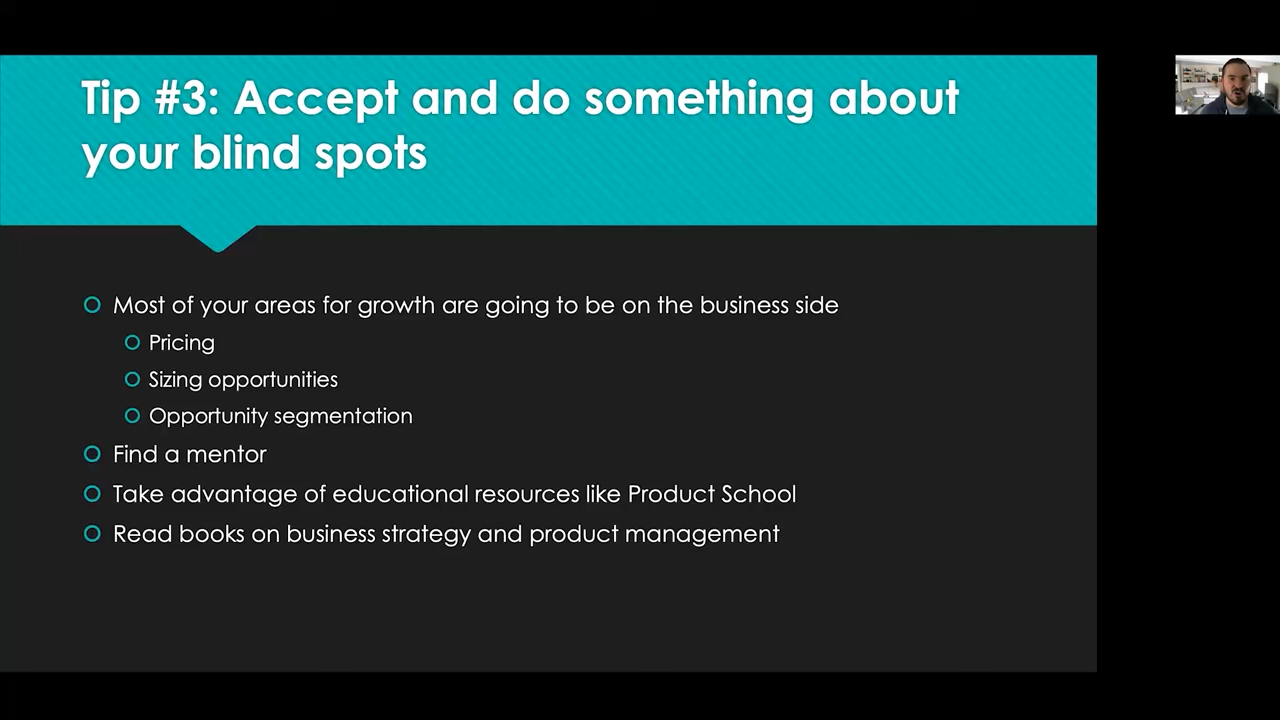 Tip #3: Accept and do something about
your blind spots
Most of your areas for growth are going to be on the business side
Pricing
Sizing opportunities
Opportunity segmentation
Find a mentor
Take advantage of educational resources like Product School
Read books on business strategy and product management